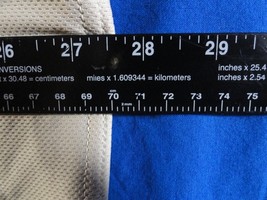 26 27 28 29
NVERSIONS inches x 25.4
x 30.48 = centimeters mies x 1.609344 = kilometers inches x 2.54
66 67 68 69 70 71 72 73 74 75